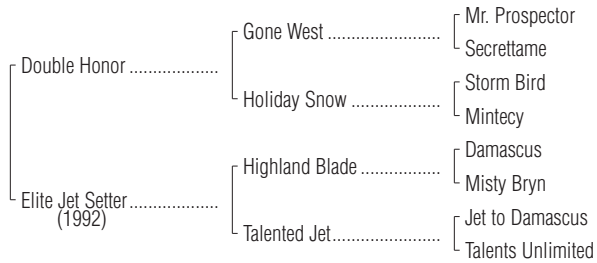 Mr. Prospector
Gone West ..................
Secrettame
Double Honor ..................
Storm Bird
Holiday Snow ..................
Mintecy
Damascus
Highland Blade ..................
Misty Bryn
Elite Jet Setter ..................
(1992)
Jet to Damascus
Talented Jet ..................
Talents Unlimited